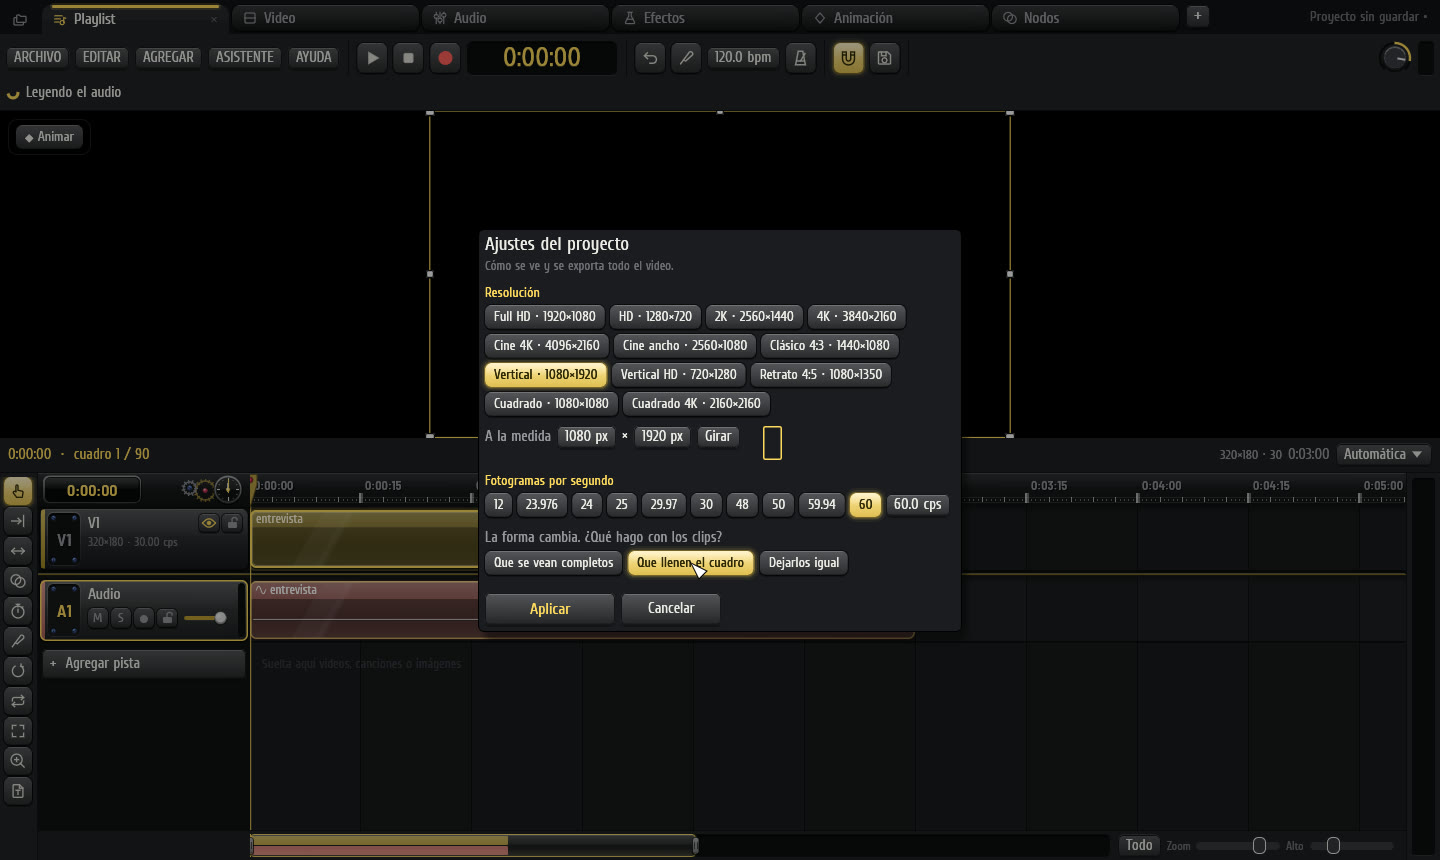 Playlist
Video
Audio
Efectos
Animación
Nodos
Proyecto sin guardar •
ARCHIVO EDITAR AGREGAR ASISTENTE AYUDA
0:00:00
120.0 bpm
Leyendo el audio
Animar
Ajustes del proyecto
Cómo se ve y se exporta todo el video.
Resolución
Full HD · 1920×1080 HD · 1280×720 2K · 2560×1440 4K · 3840×2160
Cine 4K · 4096×2160 Cine ancho · 2560×1080 Clásico 4:3 · 1440×1080
Vertical · 1080×1920 Vertical HD · 720×1280 Retrato 4:5 · 1080×1350
Cuadrado · 1080×1080 Cuadrado 4K · 2160×2160
A la medida 1080 px × 1920 px Girar
Fotogramas por segundo
12 23.976 24 25 29.97 30 48 50 59.94 60 60.0 cps
La forma cambia. ¿Qué hago con los clips?
Que se vean completos Que llenen el cuadro Dejarlos igual
Aplicar Cancelar
0:00:00 · cuadro 1 / 90
320×180 · 30 0:03:00 Automática
0:00:00
0:00:00 0:00:15 0:03:15 0:04:00 0:04:15 0:05:00
V1
V1
320×180 · 30.00 cps
entrevista
A1
Audio
M S
entrevista
+ Agregar pista
Suelta aquí videos, canciones o imágenes
Todo Zoom Alto